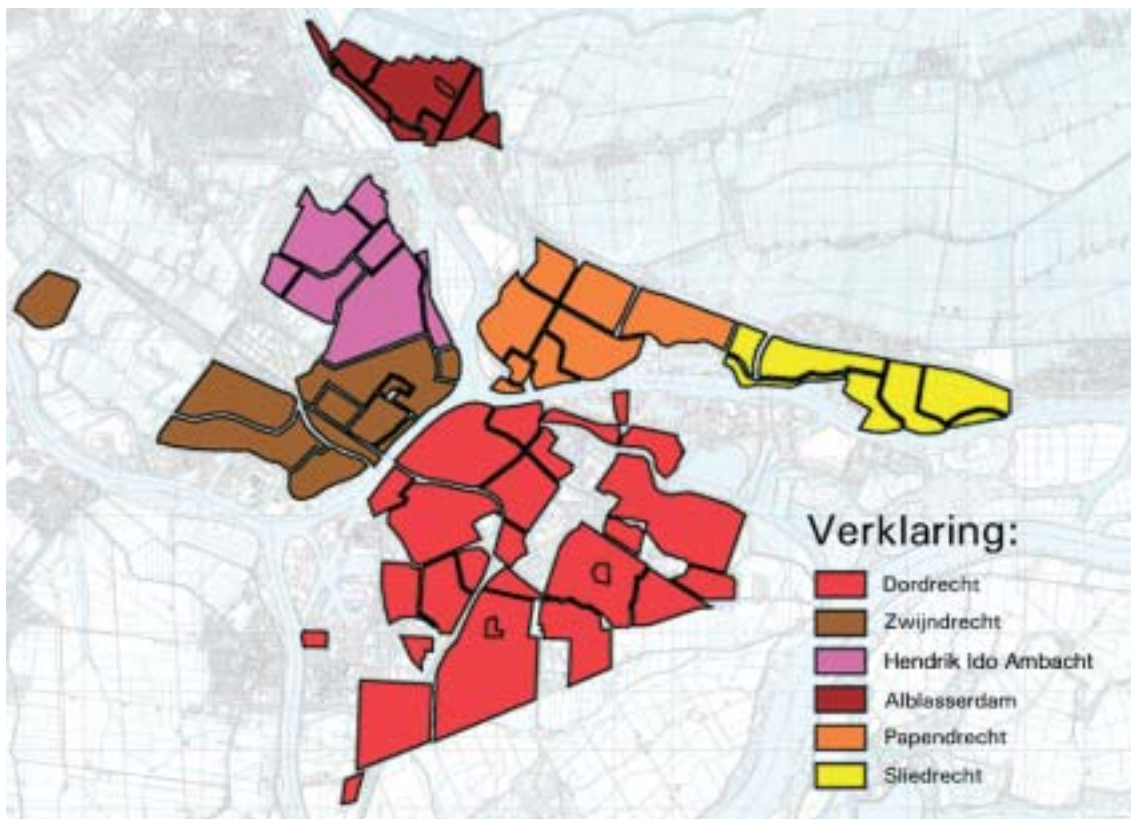 Verklaring:
Dordrecht
Zwijndrecht
Hendrik Ido Ambacht
Alblasserdam
Papendrecht
Sliedrecht